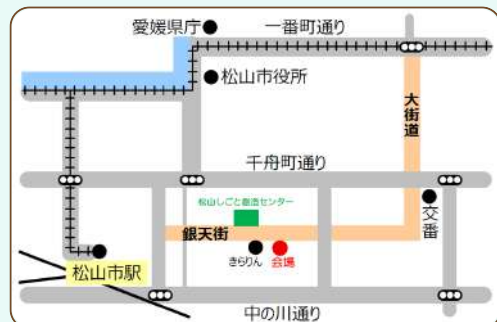 愛媛県庁
一番町通り
松山市役所
大街道
千舟町通り
松山しごと創造センター
交番
銀天街
きらりん
会場
松山市駅
中の川通り